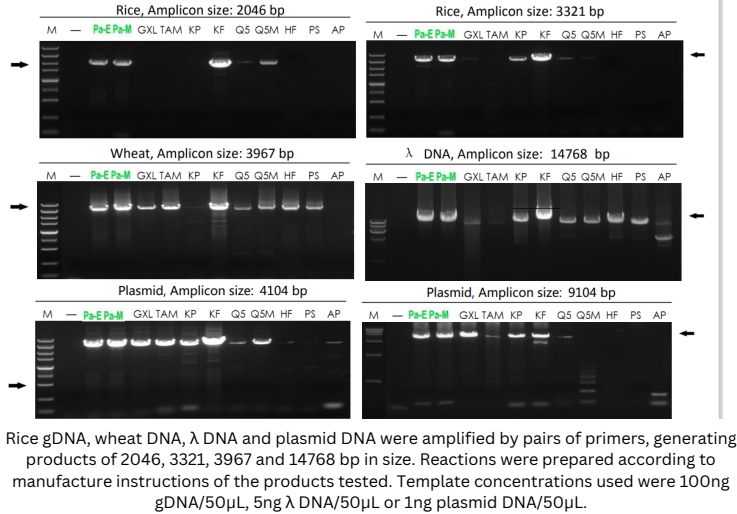 Rice, Amplicon size: 2046 bp
M — Pa-E Pa-M GXL TAM KP KF Q5 Q5M HF PS AP
Rice, Amplicon size: 3321 bp
M — Pa-E Pa-M GXL TAM KP KF Q5 Q5M HF PS AP
Wheat, Amplicon size: 3967 bp
M — Pa-E Pa-M GXL TAM KP KF Q5 Q5M HF PS AP
λ DNA, Amplicon size: 14768 bp
M — Pa-E Pa-M GXL TAM KP KF Q5 Q5M HF PS AP
Plasmid, Amplicon size: 4104 bp
M — Pa-E Pa-M GXL TAM KP KF Q5 Q5M HF PS AP
Plasmid, Amplicon size: 9104 bp
M — Pa-E Pa-M GXL TAM KP KF Q5 Q5M HF PS AP
Rice gDNA, wheat DNA, λ DNA and plasmid DNA were amplified by pairs of primers, generating
products of 2046, 3321, 3967 and 14768 bp in size. Reactions were prepared according to
manufacture instructions of the products tested. Template concentrations used were 100ng
gDNA/50µL, 5ng λ DNA/50µL or 1ng plasmid DNA/50µL.